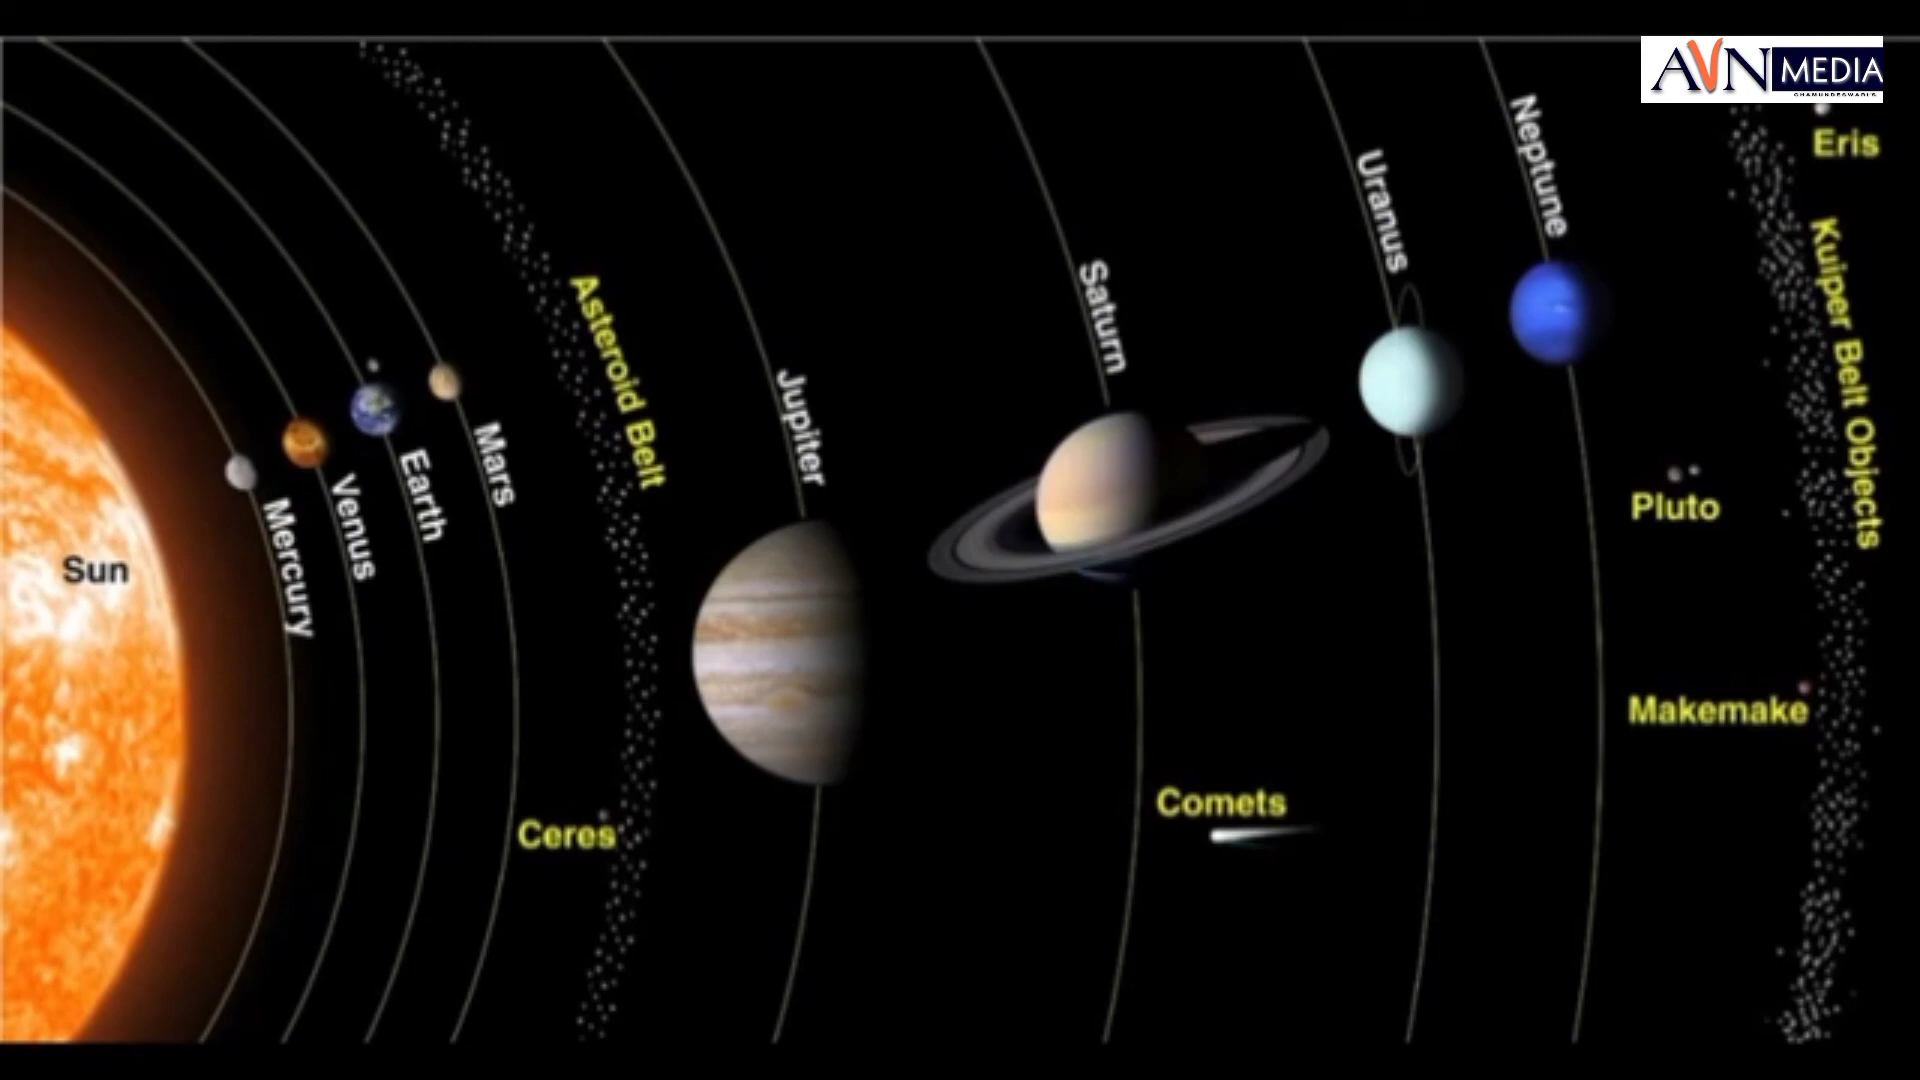 AVN MEDIA
CHAMUNDESWARI'S
Eris
Neptune
Uranus
Kuiper Belt Objects
Saturn
Asteroid Belt
Jupiter
Mars
Earth
Venus
Mercury
Pluto
Sun
Makemake
Comets
Ceres